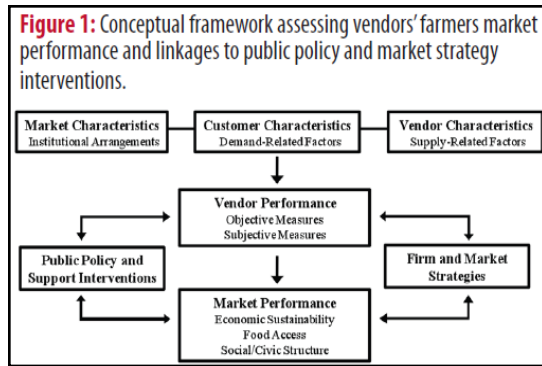 Figure 1: Conceptual framework assessing vendors' farmers market
performance and linkages to public policy and market strategy
interventions.
Market Characteristics
Institutional Arrangements
Customer Characteristics
Demand-Related Factors
Vendor Characteristics
Supply-Related Factors
Vendor Performance
Objective Measures
Subjective Measures
Public Policy and
Support Interventions
Firm and Market
Strategies
Market Performance
Economic Sustainability
Food Access
Social/Civic Structure